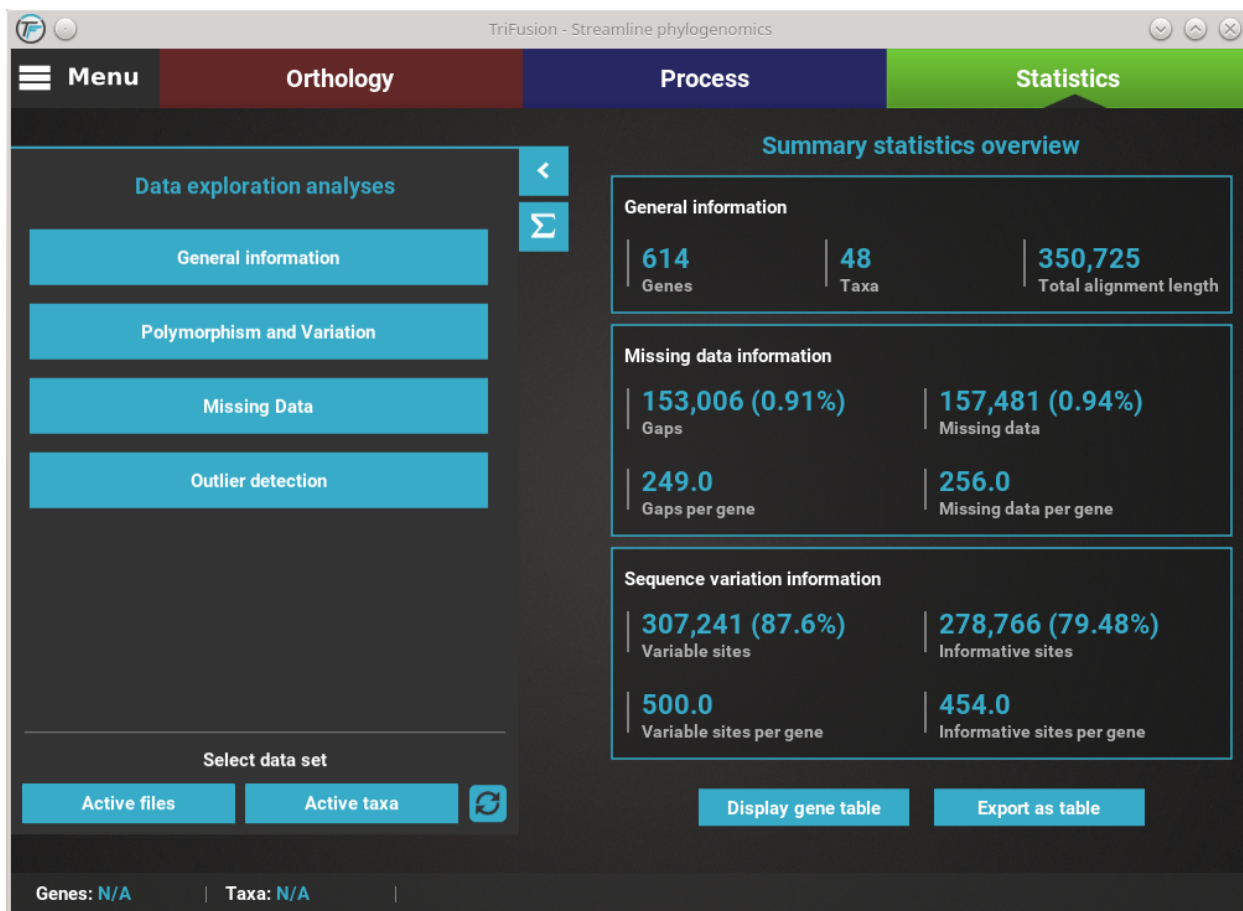 TriFusion - Streamline phylogenomics
Menu
Orthology
Process
Statistics
Data exploration analyses
General information
Polymorphism and Variation
Missing Data
Outlier detection
Select data set
Active files
Active taxa
<
Σ
Summary statistics overview
General information
614
Genes
48
Taxa
350,725
Total alignment length
Missing data information
153,006 (0.91%)
Gaps
157,481 (0.94%)
Missing data
249.0
Gaps per gene
256.0
Missing data per gene
Sequence variation information
307,241 (87.6%)
Variable sites
278,766 (79.48%)
Informative sites
500.0
Variable sites per gene
454.0
Informative sites per gene
Display gene table
Export as table
Genes: N/A
Taxa: N/A